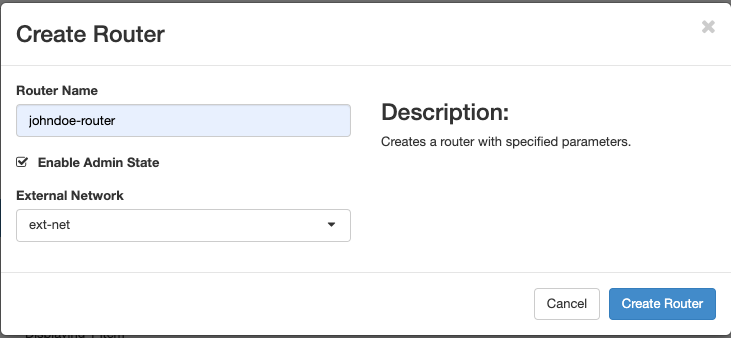 Create Router
Router Name
johndoe-router
Enable Admin State
External Network
ext-net
Description:
Creates a router with specified parameters.
Cancel
Create Router